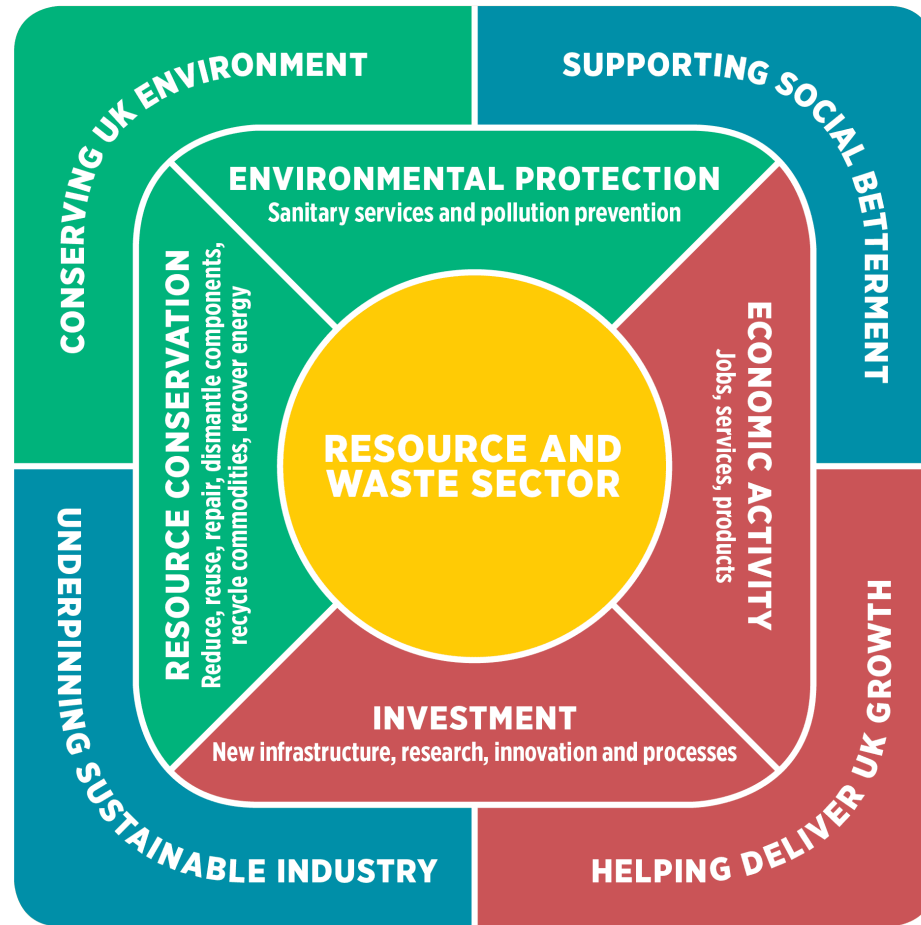 CONSERVING UK ENVIRONMENT
SUPPORTING SOCIAL BETTERMENT
ENVIRONMENTAL PROTECTION
Sanitary services and pollution prevention
RESOURCE CONSERVATION
Reduce, reuse, repair, dismantle components,
recycle commodities, recover energy
RESOURCE AND
WASTE SECTOR
ECONOMIC ACTIVITY
Jobs, services, products
INVESTMENT
New infrastructure, research, innovation and processes
UNDERPINNING SUSTAINABLE INDUSTRY
HELPING DELIVER UK GROWTH